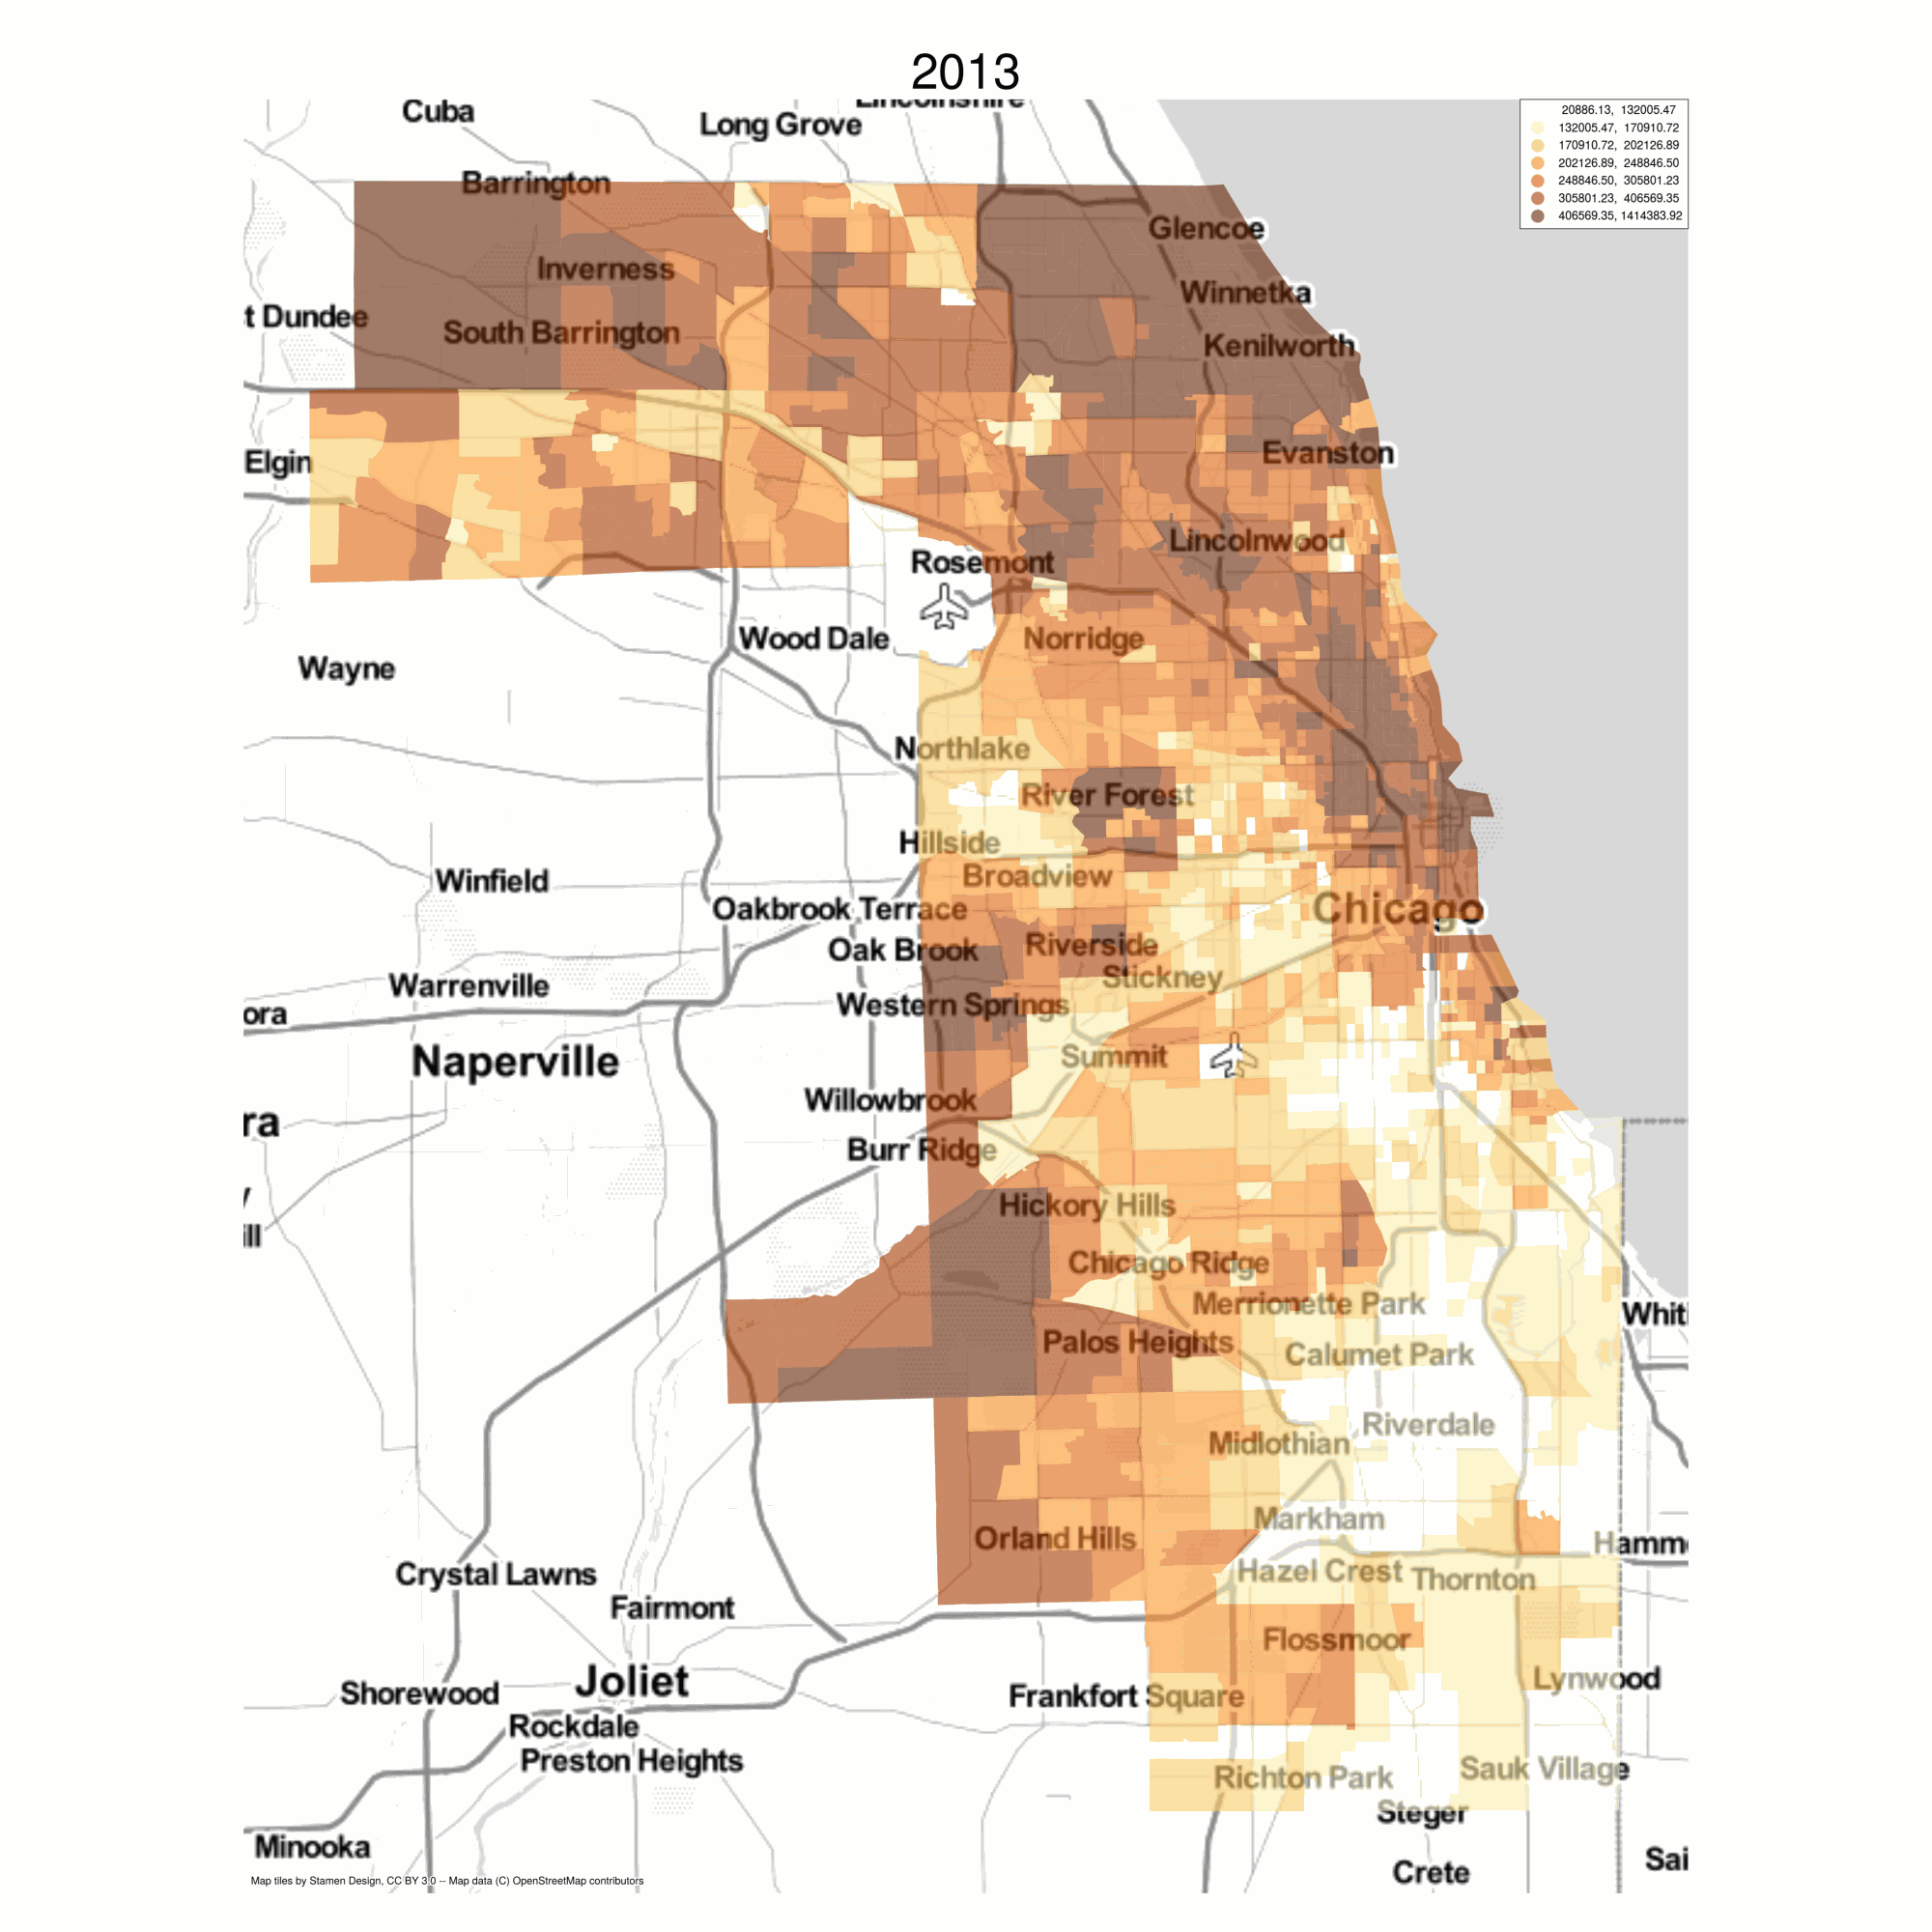 2013
Lincolnshire
Cuba
Long Grove
20886.13, 132005.47
132005.47, 170910.72
170910.72, 202126.89
202126.89, 248846.50
248846.50, 305801.23
305801.23, 406569.35
406569.35, 1414383.92
Barrington
Glencoe
Inverness
Winnetka
t Dundee
South Barrington
Kenilworth
Elgin
Evanston
Lincolnwood
Rosemont
Wood Dale
Norridge
Wayne
Northlake
River Forest
Hillside
Winfield
Broadview
Oakbrook Terrace
Chicago
Oak Brook
Riverside
Stickney
Warrenville
Western Springs
ora
Naperville
Summit
Willowbrook
ra
Burr Ridge
y
Hickory Hills
ill
Chicago Ridge
Merrionette Park
Whiti
Palos Heights
Calumet Park
Riverdale
Midlothian
Markham
Orland Hills
Hamm
Crystal Lawns
Hazel Crest
Thornton
Fairmont
Flossmoor
Joliet
Lynwood
Shorewood
Frankfort Square
Rockdale
Preston Heights
Sauk Village
Richton Park
Steger
Minooka
Sai
Crete
Map tiles by Stamen Design, CC BY 3.0 -- Map data (C) OpenStreetMap contributors